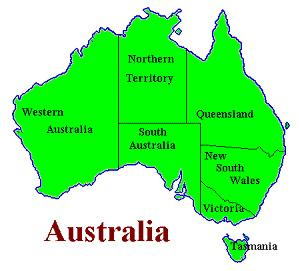 Northern
Territory
Western
Australia
Queensland
South
Australia
New
South
Wales
Victoria
Tasmania
Australia